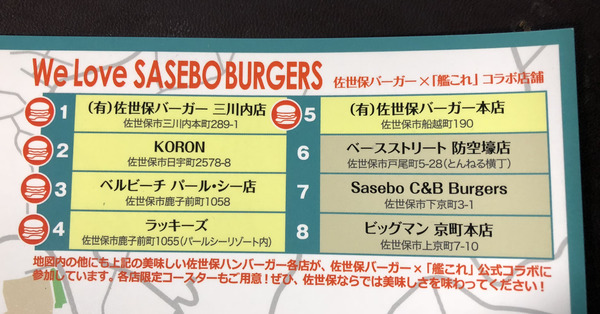 We Love SASEBO BURGERS 佐世保バーガー×「艦これ」コラボ店舗
1 (有)佐世保バーガー 三川内店
佐世保市三川内本町289-1
2 KORON
佐世保市日宇町2578-8
3 ベルビーチ パール・シー店
佐世保市鹿子前町1058
4 ラッキーズ
佐世保市鹿子前町1055(パールシーリゾート内)
5 (有)佐世保バーガー本店
佐世保市船越町190
6 ベースストリート 防空壕店
佐世保市戸尾町5-28(とんねる横丁)
7 Sasebo C&B Burgers
佐世保市下京町3-1
8 ビッグマン 京町本店
佐世保市上京町7-10
地図内の他にも上記の美味しい佐世保ハンバーガー各店が、佐世保バーガー×「艦これ」公式コラボに
参加しています。各店限定コースターもご用意!ぜひ、佐世保ならでは美味しさを味わってください!